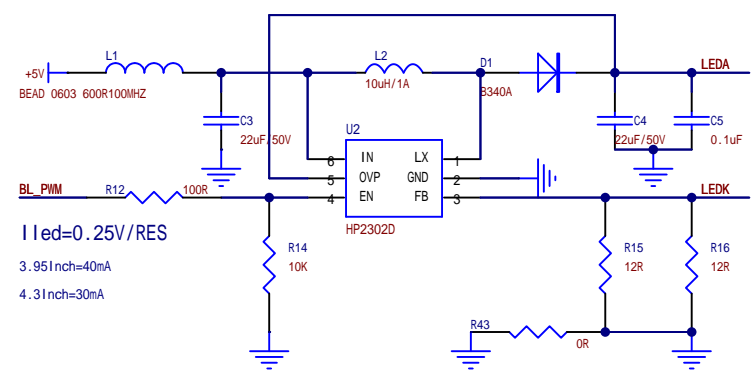 L1
L2
D1
+5V
LEDA
BEAD 0603 600R100MHZ
10uH/1A
B340A
C3
C4
C5
22uF/50V
U2
22uF/50V
0.1uF
6
IN
LX
1
5
OVP
GND
2
BL_PWM
R12
100R
4
EN
FB
3
LEDK
HP2302D
Iled=0.25V/RES
R14
R15
R16
3.95Inch=40mA
10K
12R
12R
4.3Inch=30mA
R43
0R